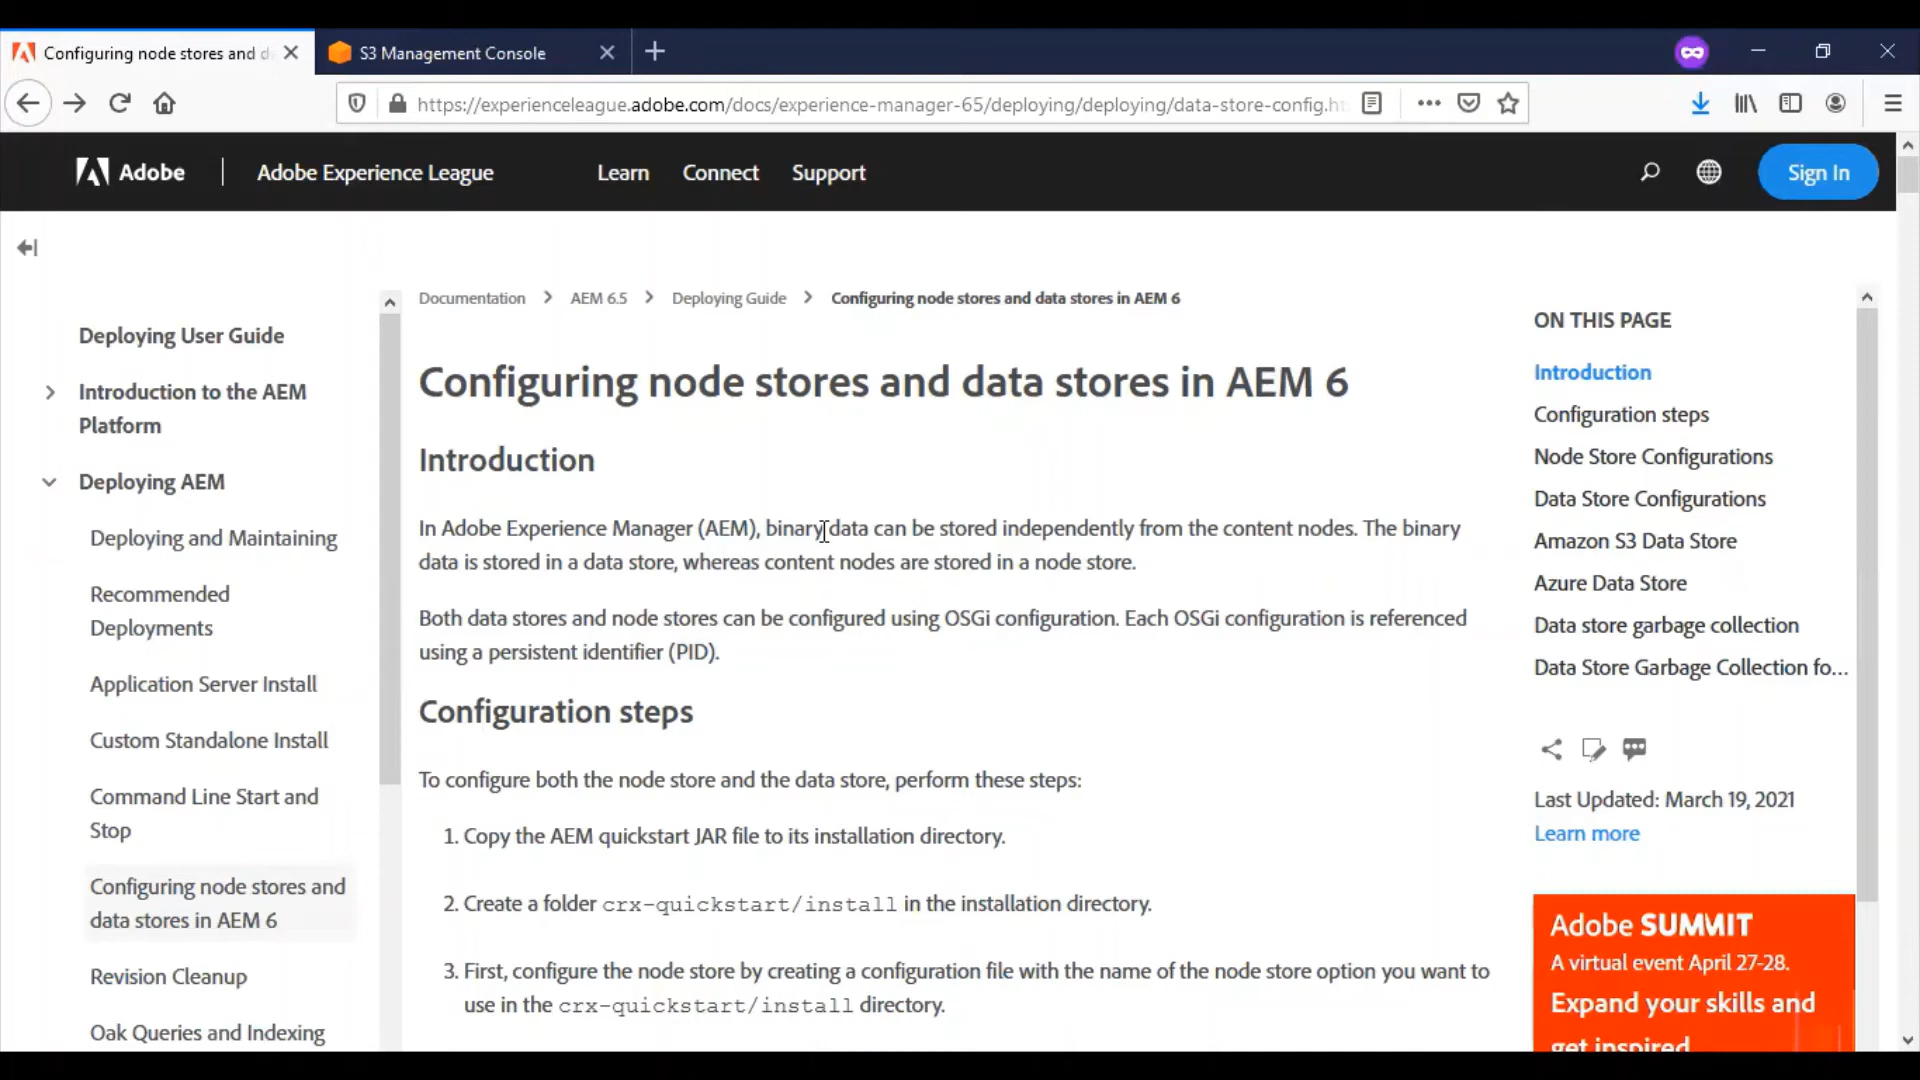 Configuring node stores and d
S3 Management Console
https://experienceleague.adobe.com/docs/experience-manager-65/deploying/deploying/data-store-config.ht
Adobe
Adobe Experience League
Learn
Connect
Support
Sign In
Deploying User Guide
Introduction to the AEM
Platform
Deploying AEM
Deploying and Maintaining
Recommended
Deployments
Application Server Install
Custom Standalone Install
Command Line Start and
Stop
Configuring node stores and
data stores in AEM 6
Revision Cleanup
Oak Queries and Indexing
Documentation > AEM 6.5 > Deploying Guide > Configuring node stores and data stores in AEM 6
Configuring node stores and data stores in AEM 6
Introduction
In Adobe Experience Manager (AEM), binary data can be stored independently from the content nodes. The binary
data is stored in a data store, whereas content nodes are stored in a node store.
Both data stores and node stores can be configured using OSGi configuration. Each OSGi configuration is referenced
using a persistent identifier (PID).
Configuration steps
To configure both the node store and the data store, perform these steps:
1. Copy the AEM quickstart JAR file to its installation directory.
2. Create a folder crx-quickstart/install in the installation directory.
3. First, configure the node store by creating a configuration file with the name of the node store option you want to
use in the crx-quickstart/install directory.
ON THIS PAGE
Introduction
Configuration steps
Node Store Configurations
Data Store Configurations
Amazon S3 Data Store
Azure Data Store
Data store garbage collection
Data Store Garbage Collection fo...
Last Updated: March 19, 2021
Learn more
Adobe SUMMIT
A virtual event April 27-28.
Expand your skills and
get inspired